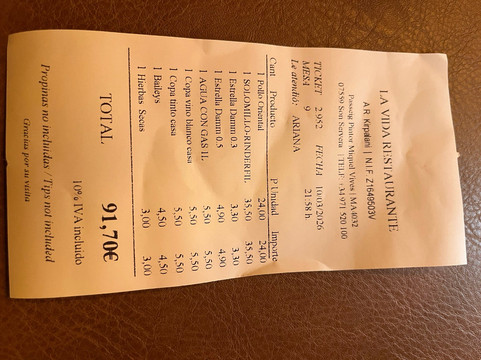 LA VIDA RESTAURANTE
A R Kirpalani | N.I.F. Z1649603V
Passeig Pintor Miquel Vives | MA-4032
07559 Son Servera | TELF: +34 971 520 100
TICKET 2.952 FECHA 10/03/2026
MESA 9 21:58 h.
Le atendió: ARIANA
Cant Producto P.Unidad Importe
1 Pollo Oriental 24,00 24,00
1 SOLOMILLO-RINDERFIL 35,50 35,50
1 Estrella Damm 0.3 3,30 3,30
1 Estrella Damm 0.5 4,90 4,90
1 AGUA CON GAS 1L 5,50 5,50
1 Copa vino blanco casa 5,50 5,50
1 Copa tinto casa 5,50 5,50
1 Baileys 4,50 4,50
1 Hierbas Secas 3,00 3,00
TOTAL 91,70€
10% IVA incluido
Propinas no incluidas / Tips not included
Gracias por su visita